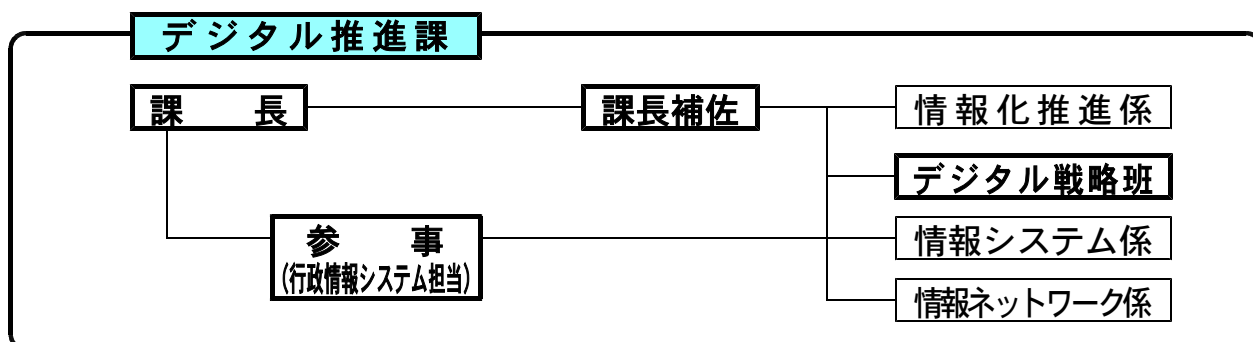 デジタル推進課
課　　長
課長補佐
情報化推進係
デジタル戦略班
参　　事
(行政情報システム担当)
情報システム係
情報ネットワーク係